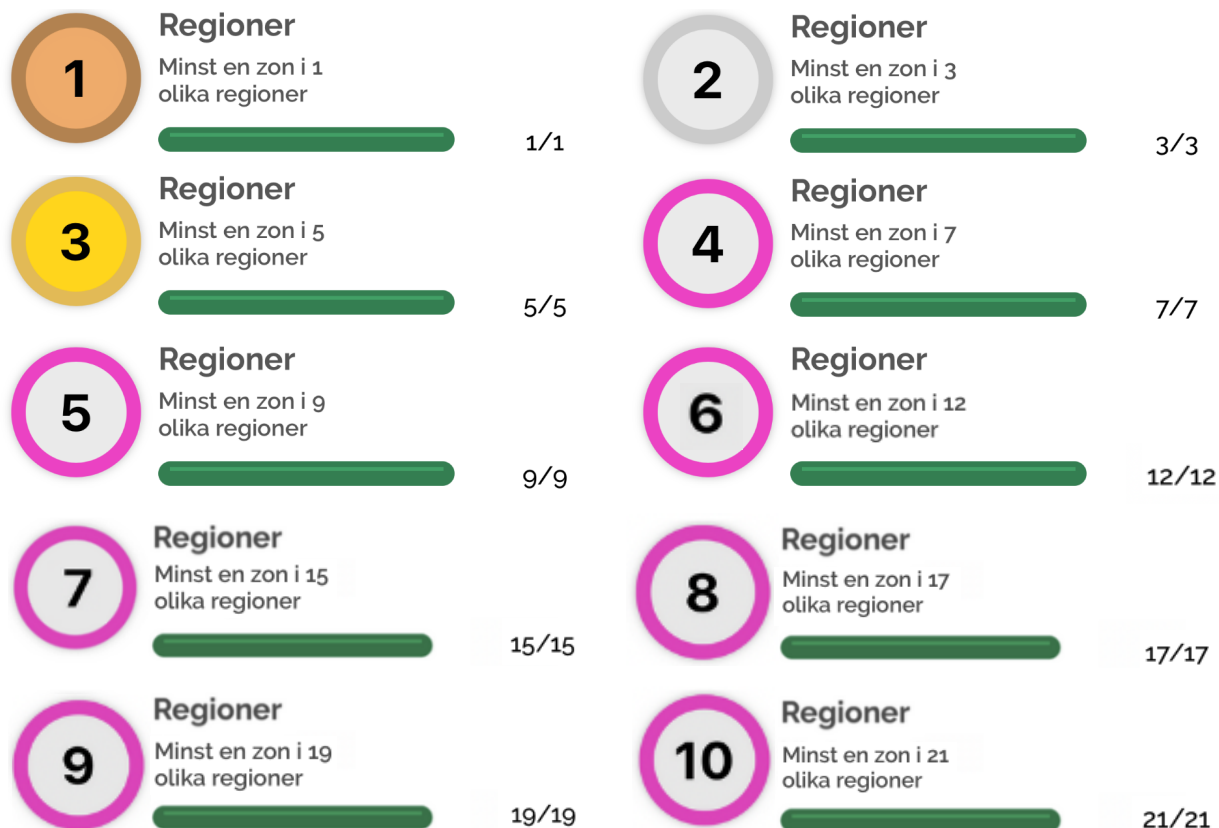 1
Regioner
Minst en zon i 1
olika regioner
1/1
2
Regioner
Minst en zon i 3
olika regioner
3/3
3
Regioner
Minst en zon i 5
olika regioner
5/5
4
Regioner
Minst en zon i 7
olika regioner
7/7
5
Regioner
Minst en zon i 9
olika regioner
9/9
6
Regioner
Minst en zon i 12
olika regioner
12/12
7
Regioner
Minst en zon i 15
olika regioner
15/15
8
Regioner
Minst en zon i 17
olika regioner
17/17
9
Regioner
Minst en zon i 19
olika regioner
19/19
10
Regioner
Minst en zon i 21
olika regioner
21/21